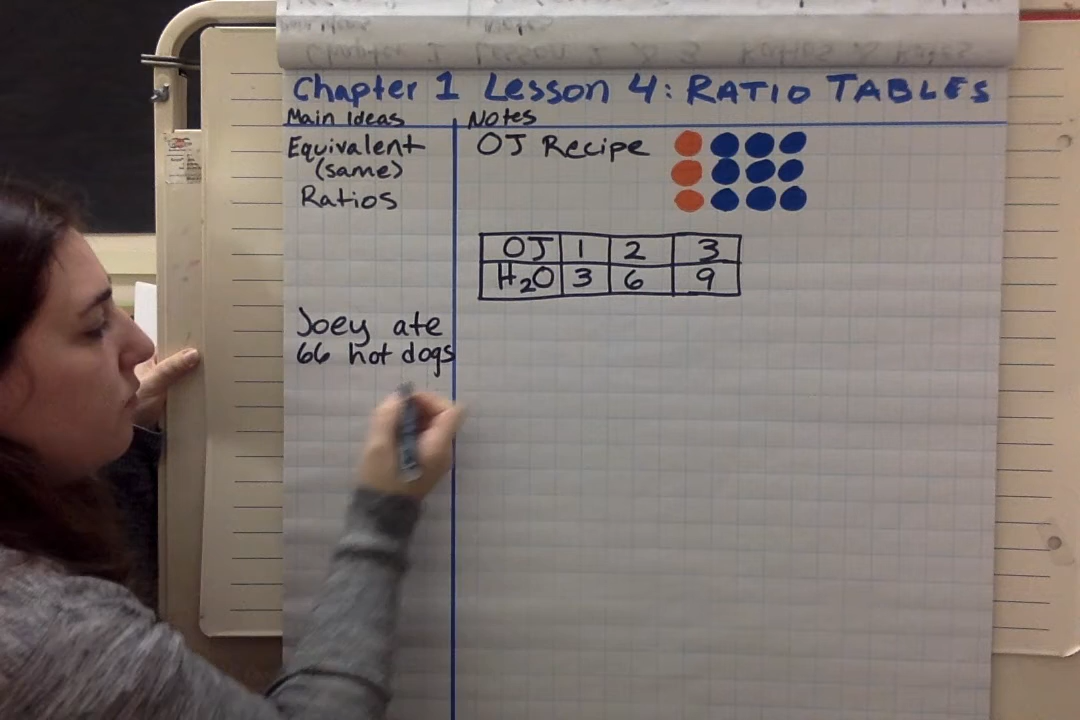 Chapter 1 Lesson 4: RATIO TABLES
Main Ideas Notes
Equivalent
(same)
Ratios
OJ Recipe
OJ 1 2 3
H₂O 3 6 9
Joey ate
66 hot dogs